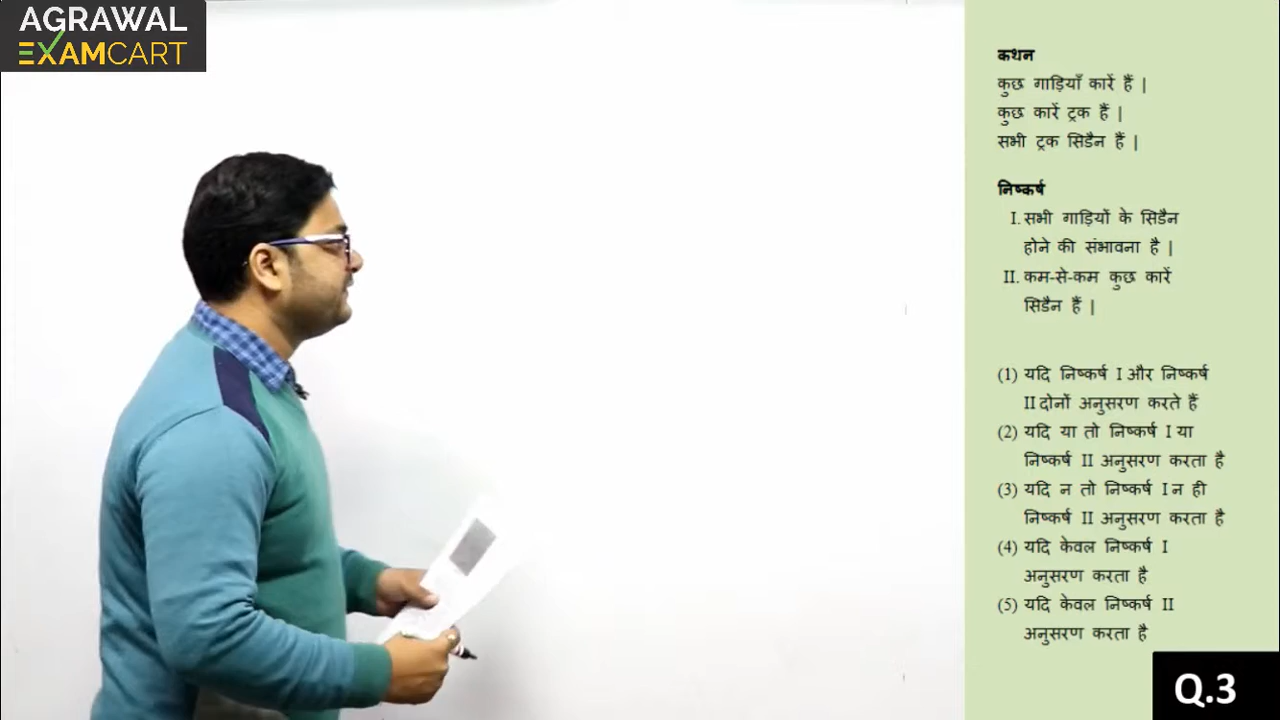 AGRAWAL
EXAMCART
कथन
कुछ गाड़ियाँ कारें हैं |
कुछ कारें ट्रक हैं |
सभी ट्रक सिडैन हैं |
निष्कर्ष
I. सभी गाड़ियों के सिडैन
होने की संभावना है |
II. कम-से-कम कुछ कारें
सिडैन हैं |
(1) यदि निष्कर्ष I और निष्कर्ष
II दोनों अनुसरण करते हैं
(2) यदि या तो निष्कर्ष I या
निष्कर्ष II अनुसरण करता है
(3) यदि न तो निष्कर्ष I न ही
निष्कर्ष II अनुसरण करता है
(4) यदि केवल निष्कर्ष I
अनुसरण करता है
(5) यदि केवल निष्कर्ष II
अनुसरण करता है
Q.3